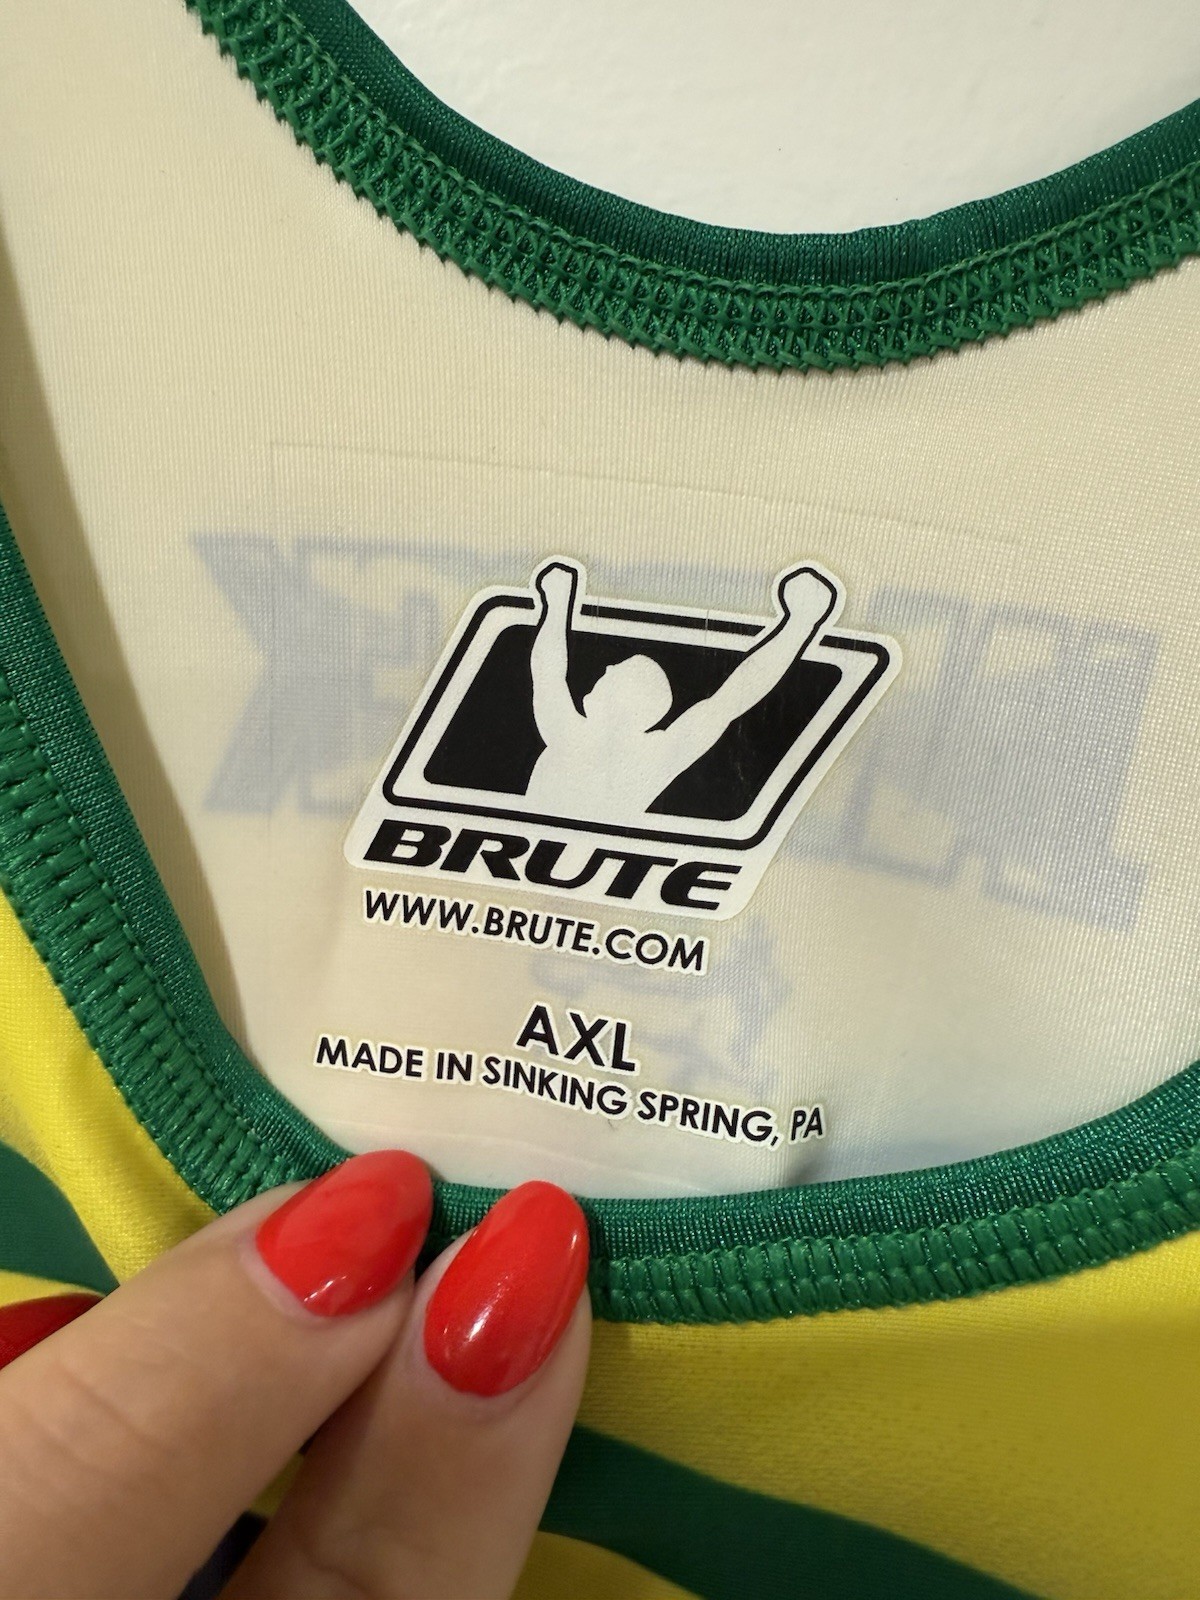 BRUTE
WWW.BRUTE.COM
AXL
MADE IN SINKING SPRING, PA